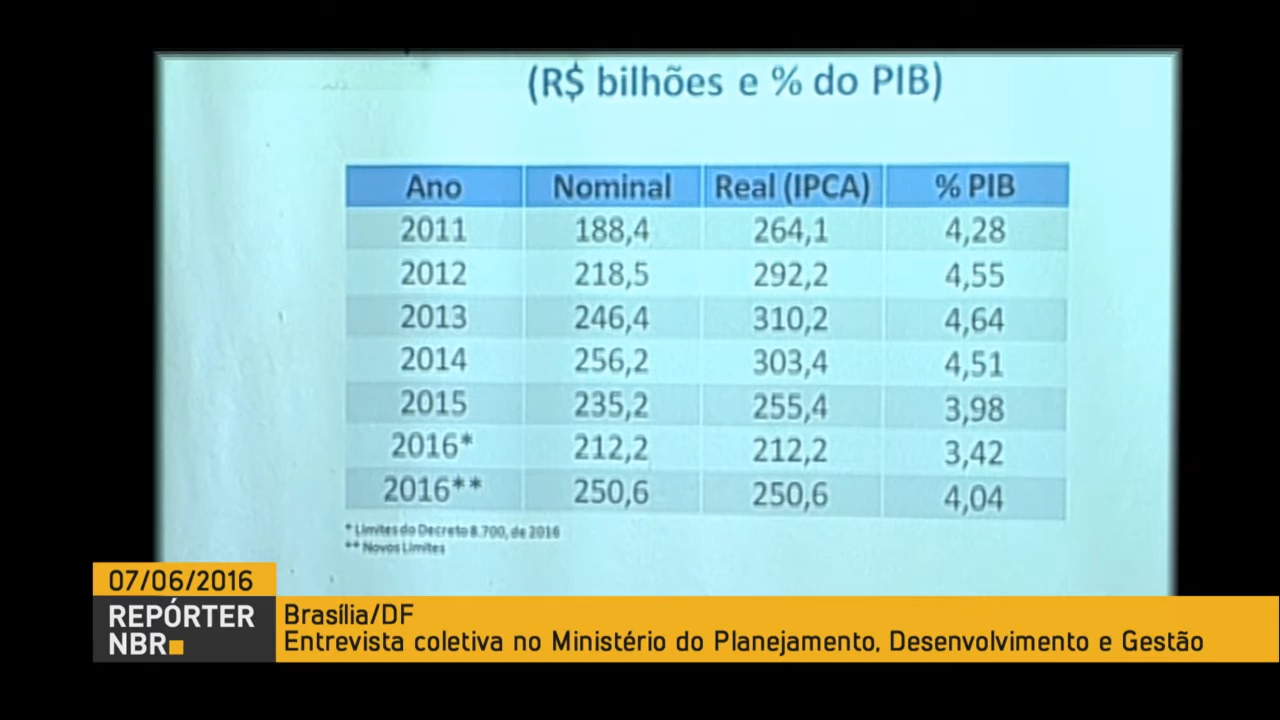 (R$ bilhões e % do PIB)
Ano Nominal Real (IPCA) % PIB
2011 188,4 264,1 4,28
2012 218,5 292,2 4,55
2013 246,4 310,2 4,64
2014 256,2 303,4 4,51
2015 235,2 255,4 3,98
2016* 212,2 212,2 3,42
2016** 250,6 250,6 4,04
* Limites do Decreto 8.700, de 2016
** Novos Limites
07/06/2016
REPÓRTER
NBR
Brasília/DF
Entrevista coletiva no Ministério do Planejamento, Desenvolvimento e Gestão